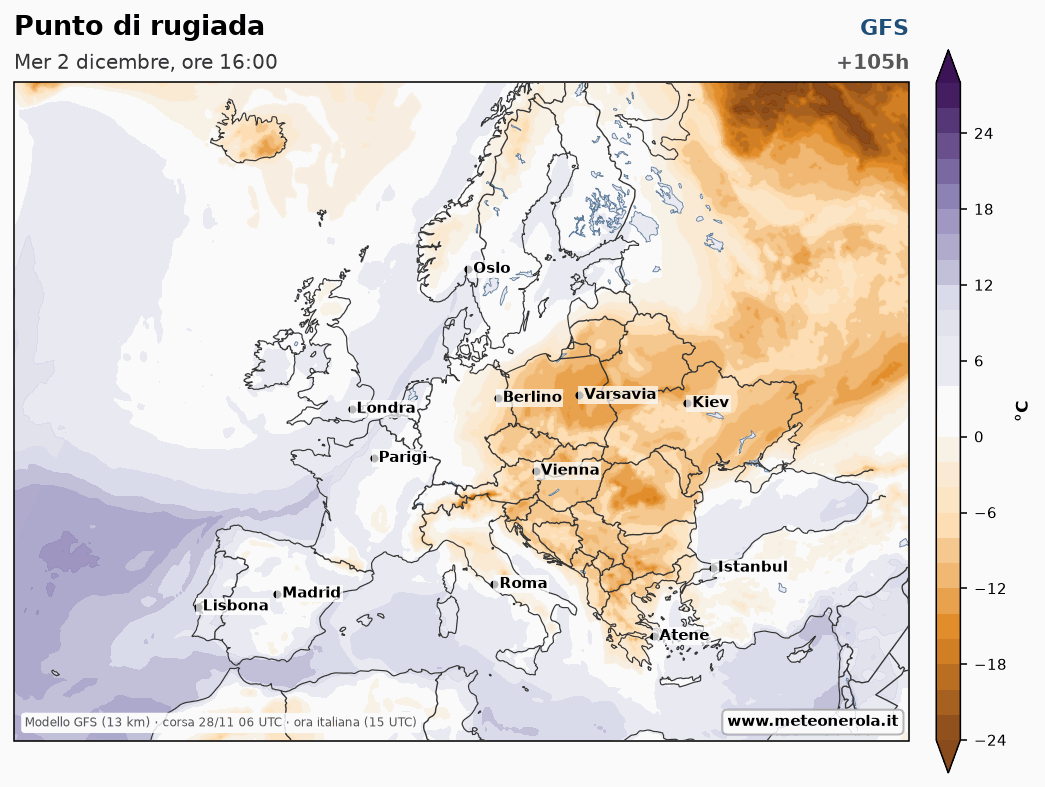 Punto di rugiada
GFS
Mer 2 dicembre, ore 16:00
+105h
24
18
12
6
0
−6
−12
−18
−24
°C
Oslo
Londra
Berlino
Varsavia
Kiev
Parigi
Vienna
Istanbul
Roma
Madrid
Lisbona
Atene
Modello GFS (13 km) · corsa 28/11 06 UTC · ora italiana (15 UTC)
www.meteonerola.it